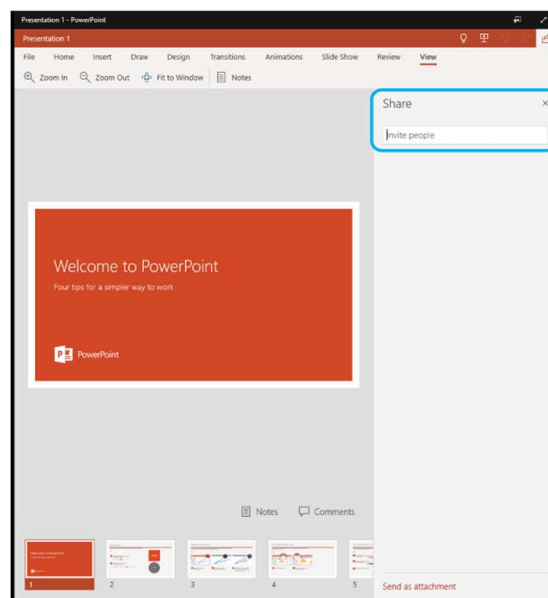 Presentation 1 - PowerPoint
Presentation 1
File Home Insert Draw Design Transitions Animations Slide Show Review View
Zoom In Zoom Out Fit to Window Notes
Share
Invite people
Welcome to PowerPoint
Four tips for a simpler way to work
PowerPoint
Notes Comments
1 2 3 4 5
Send as attachment